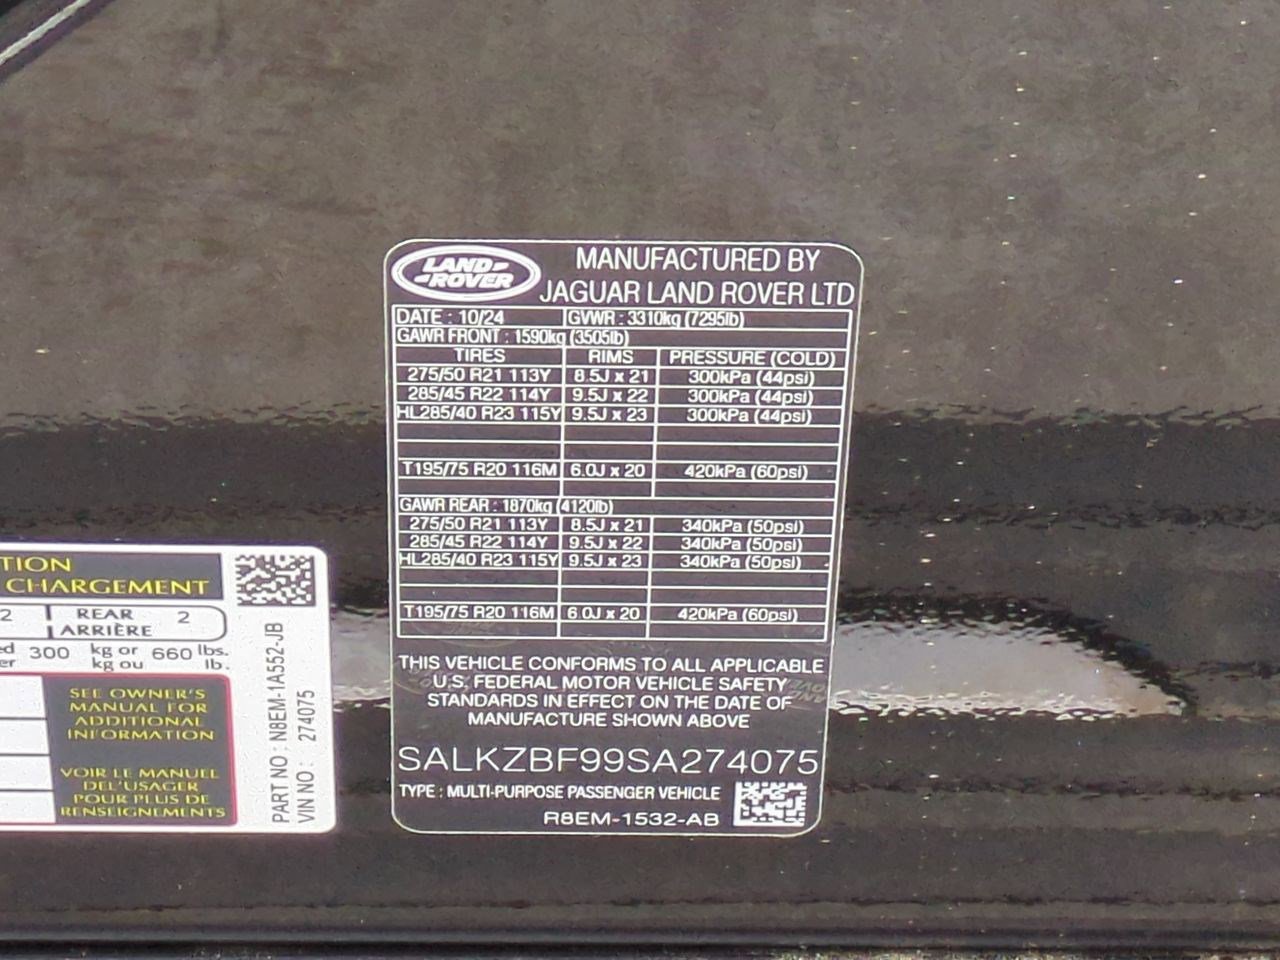 LAND ROVER
MANUFACTURED BY
JAGUAR LAND ROVER LTD
DATE : 10/24 GVWR : 3310kg (7295lb)
GAWR FRONT : 1590kg (3505lb)
TIRES RIMS PRESSURE (COLD)
275/50 R21 113Y 8.5J x 21 300kPa (44psi)
285/45 R22 114Y 9.5J x 22 300kPa (44psi)
HL285/40 R23 115Y 9.5J x 23 300kPa (44psi)
T195/75 R20 116M 6.0J x 20 420kPa (60psi)
GAWR REAR : 1870kg (4120lb)
275/50 R21 113Y 8.5J x 21 340kPa (50psi)
285/45 R22 114Y 9.5J x 22 340kPa (50psi)
HL285/40 R23 115Y 9.5J x 23 340kPa (50psi)
T195/75 R20 116M 6.0J x 20 420kPa (60psi)
THIS VEHICLE CONFORMS TO ALL APPLICABLE
U.S. FEDERAL MOTOR VEHICLE SAFETY
STANDARDS IN EFFECT ON THE DATE OF
MANUFACTURE SHOWN ABOVE
SALKZBF99SA274075
TYPE : MULTI-PURPOSE PASSENGER VEHICLE
R8EM-1532-AB
TION
CHARGEMENT
2 REAR 2
ARRIÈRE
ed 300 kg or 660 lbs.
er kg ou lb.
SEE OWNER'S
MANUAL FOR
ADDITIONAL
INFORMATION
VOIR LE MANUEL
DEL'USAGER
POUR PLUS DE
RENSEIGNEMENTS
PART NO : N8EM-1A552-JB
VIN NO : 274075